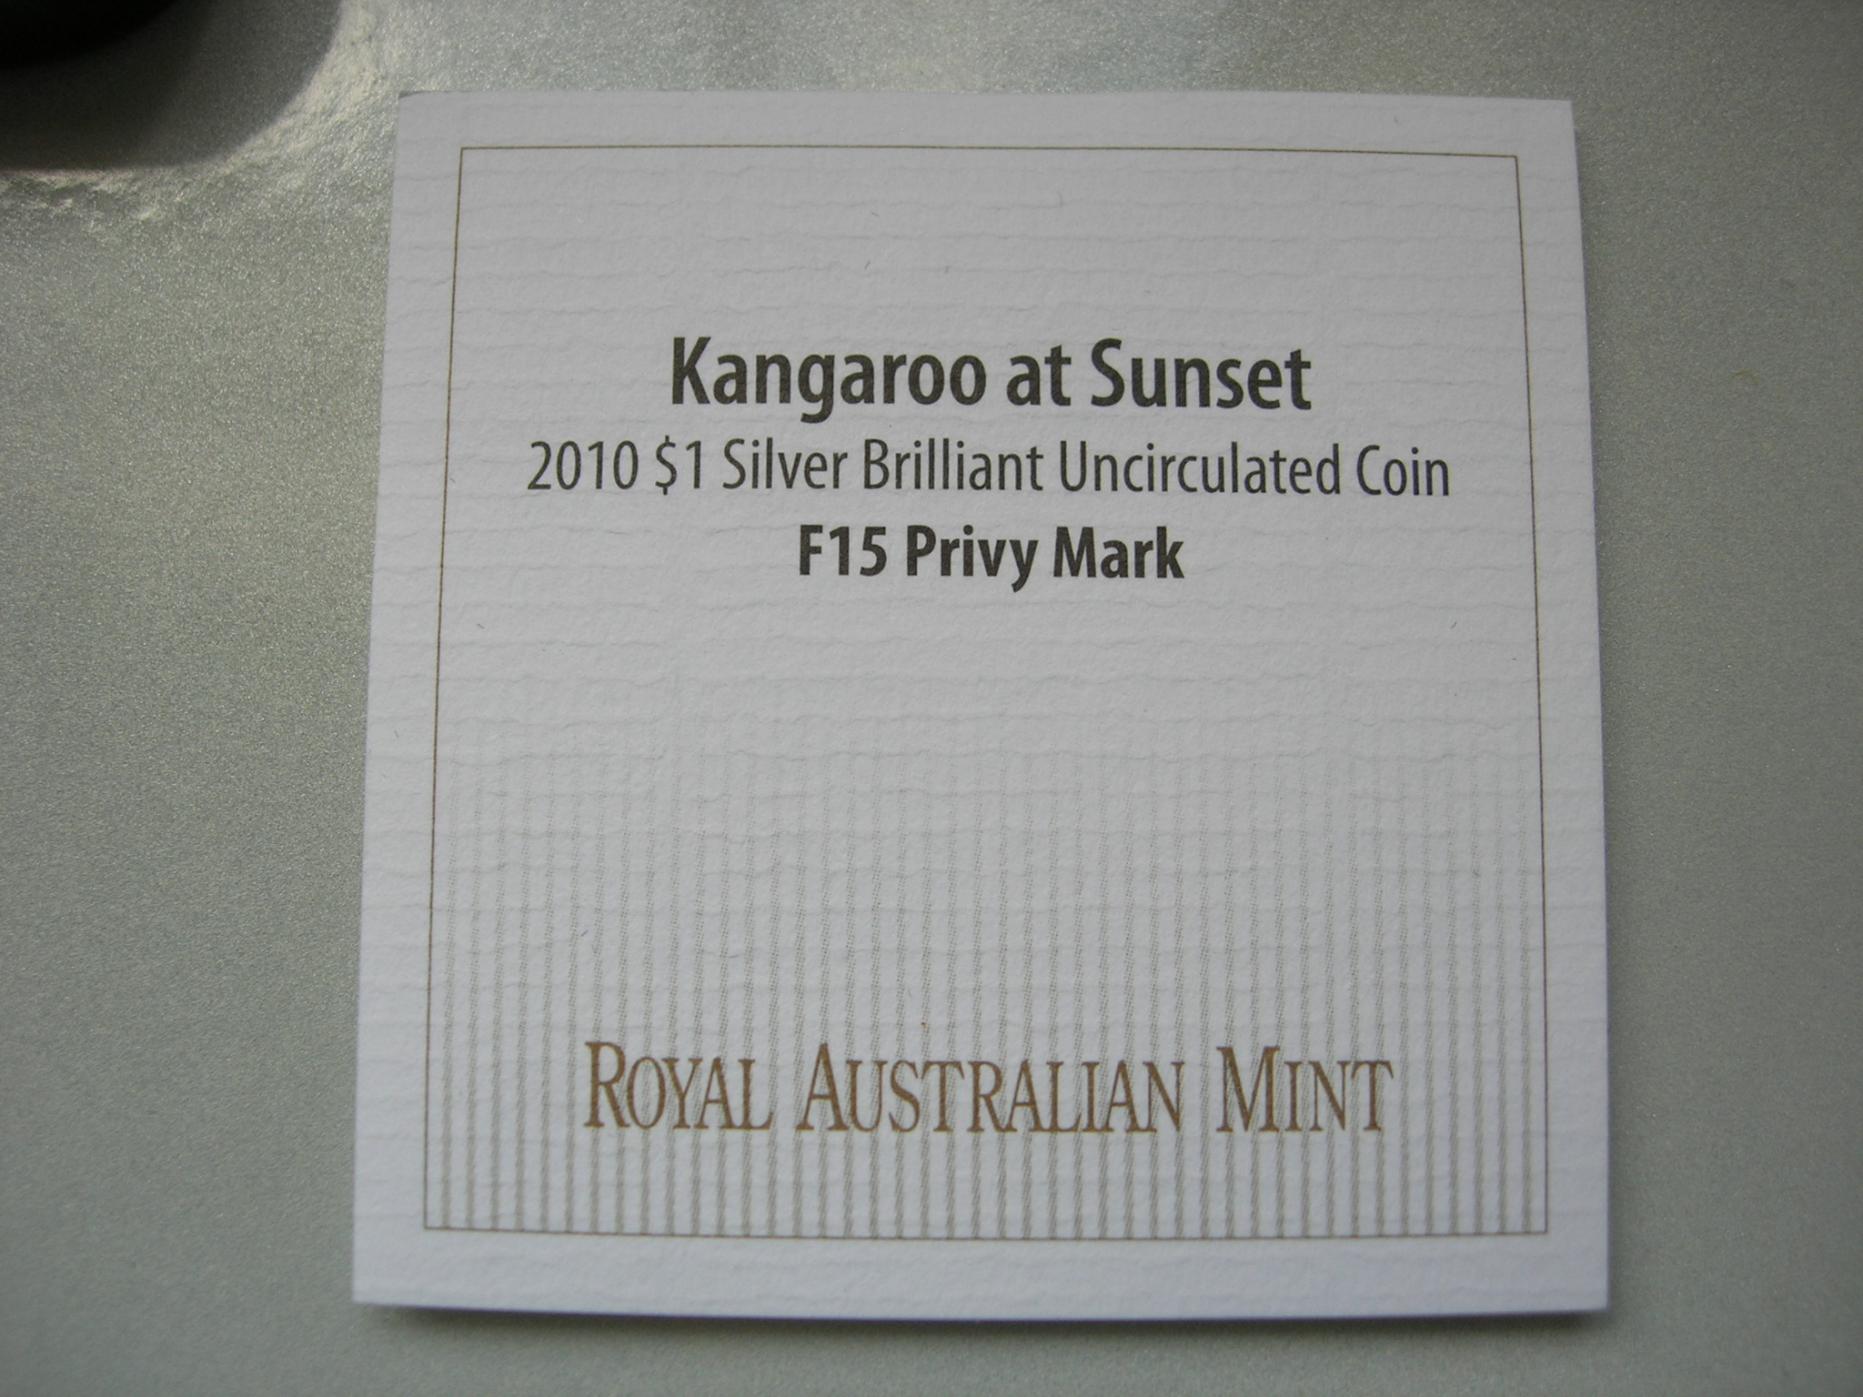 Kangaroo at Sunset
2010 $1 Silver Brilliant Uncirculated Coin
F15 Privy Mark
ROYAL AUSTRALIAN MINT